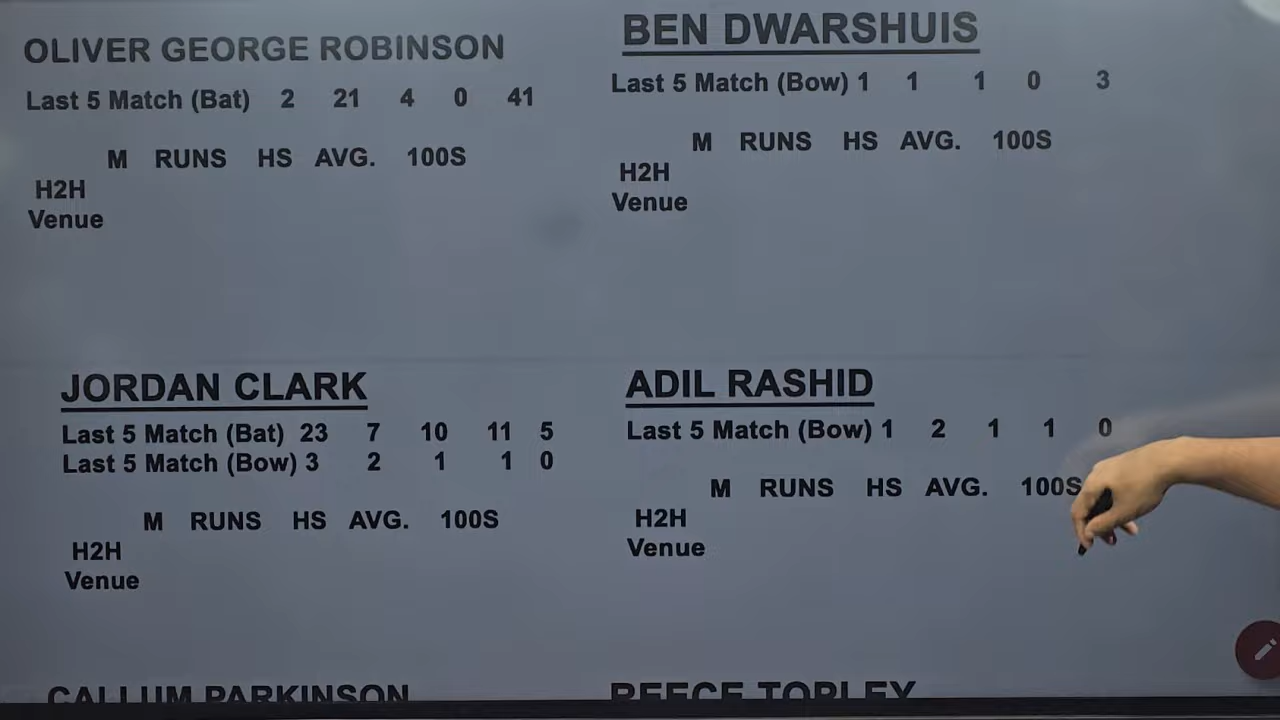 OLIVER GEORGE ROBINSON
Last 5 Match (Bat) 2 21 4 0 41
M RUNS HS AVG. 100S
H2H
Venue
BEN DWARSHUIS
Last 5 Match (Bow) 1 1 1 0 3
M RUNS HS AVG. 100S
H2H
Venue
JORDAN CLARK
Last 5 Match (Bat) 23 7 10 11 5
Last 5 Match (Bow) 3 2 1 1 0
M RUNS HS AVG. 100S
H2H
Venue
ADIL RASHID
Last 5 Match (Bow) 1 2 1 1 0
M RUNS HS AVG. 100S
H2H
Venue
CALLUM PARKINSON
REECE TOPLEY